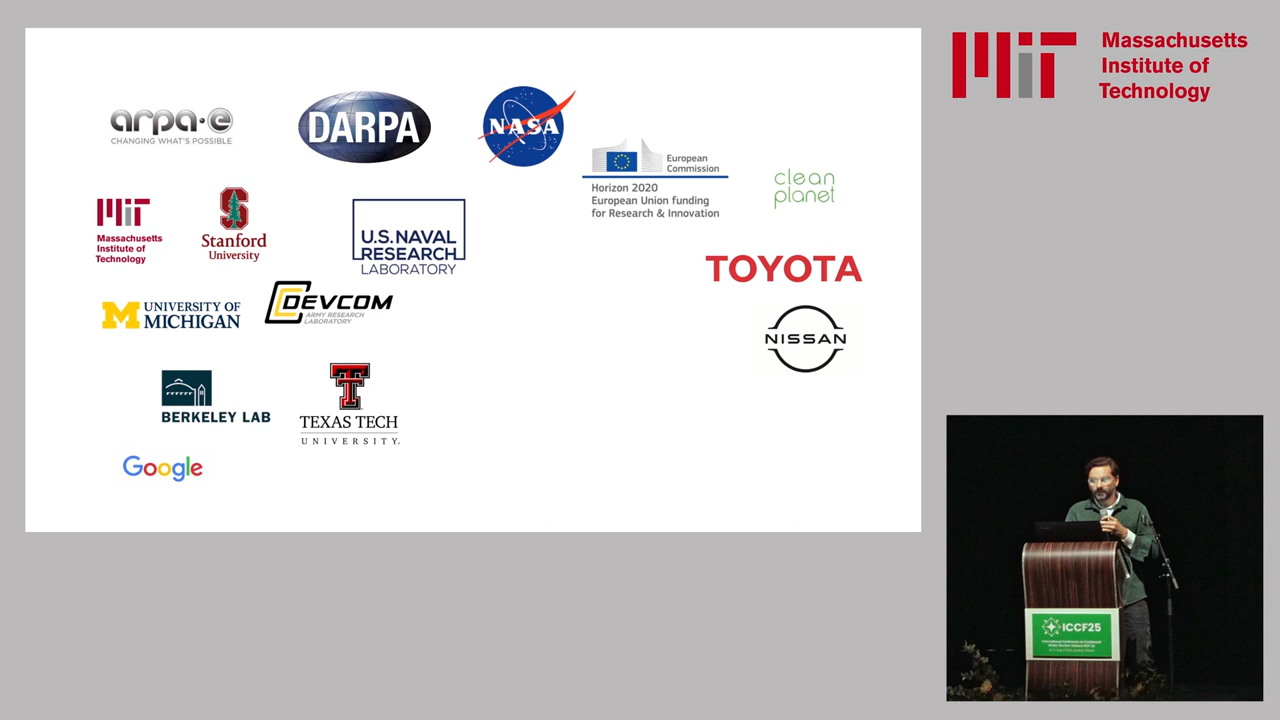 arpa·e
CHANGING WHAT'S POSSIBLE
DARPA
NASA
European
Commission
Horizon 2020
European Union funding
for Research & Innovation
clean
planet
MIT
Massachusetts
Institute of
Technology
S
Stanford
University
U.S. NAVAL
RESEARCH
LABORATORY
TOYOTA
M
UNIVERSITY OF
MICHIGAN
DEVCOM
ARMY RESEARCH
LABORATORY
NISSAN
BERKELEY LAB
T
TEXAS TECH
UNIVERSITY.
Google
MIT
Massachusetts
Institute of
Technology
ICCF25